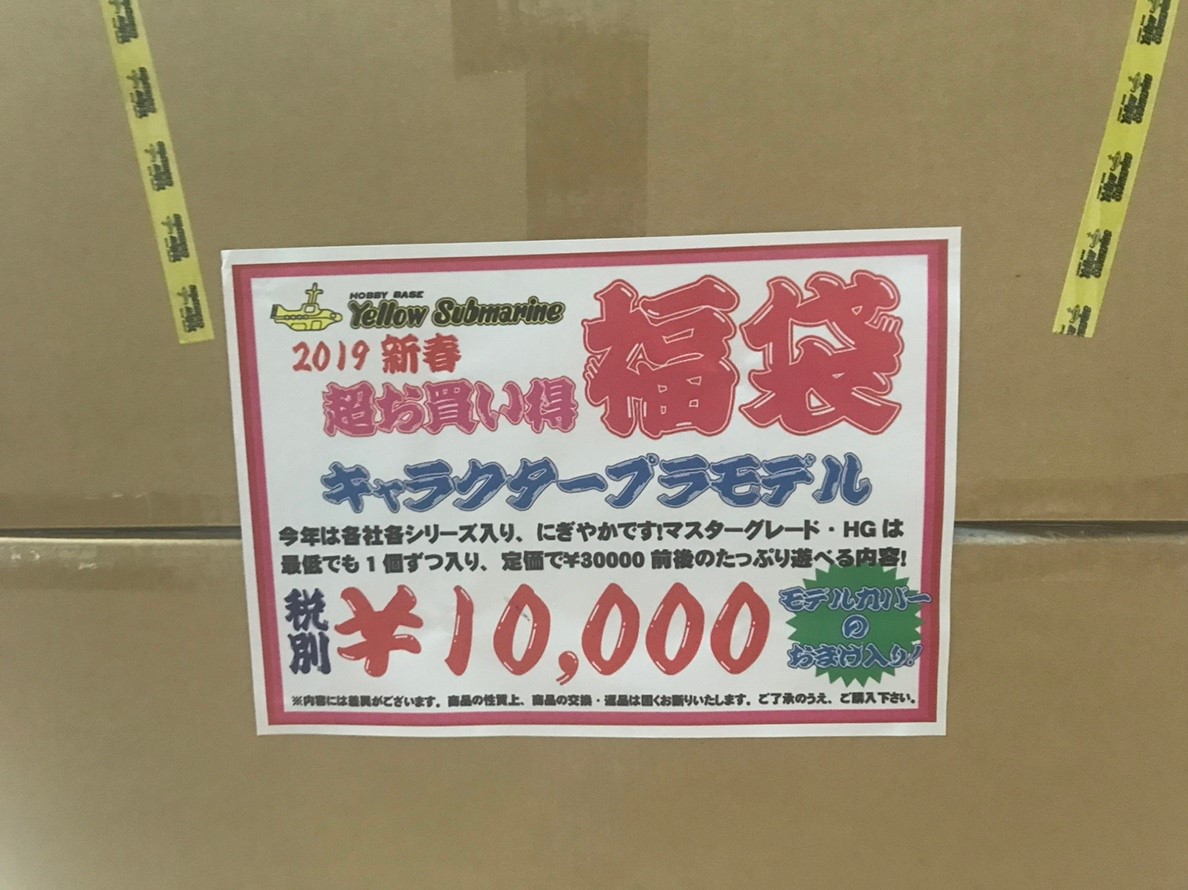 HOBBY BASE
Yellow Submarine
2019 新春
超お買い得
福袋
キャラクタープラモデル
今年は各社各シリーズ入り、にぎやかです!マスターグレード・HGは
最低でも1個ずつ入り、定価で¥30000前後のたっぷり遊べる内容!
税別
¥10,000
モデルカバー
の
おまけ入り!!
※内容には差異がございます。商品の性質上、商品の交換・返品は固くお断りいたします。ご了承のうえ、ご購入下さい。